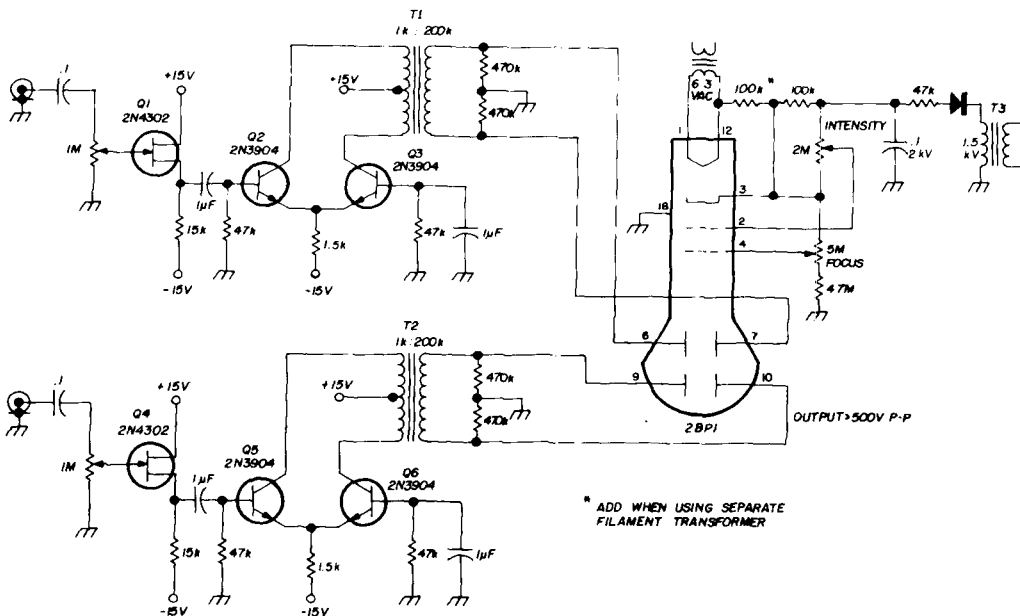 T1
1k : 200k
.1
+15V
Q1
2N4302
1M
15k
-15V
1µF
47k
Q2
2N3904
Q3
2N3904
1.5k
-15V
47k
1µF
+15V
470k
470k
6 3
VAC
1
12
100k
*
100k
47k
T3
INTENSITY
2M
.1
2 kV
1.5
kV
3
18
2
4
5M
FOCUS
47M
6
7
9
10
2BP1
OUTPUT>500V P-P
T2
1k:200k
.1
+15V
Q4
2N4302
1M
15k
-15V
1µF
47k
Q5
2N3904
Q6
2N3904
1.5k
-15V
47k
1µF
+15V
470k
470k
* ADD WHEN USING SEPARATE
FILAMENT TRANSFORMER